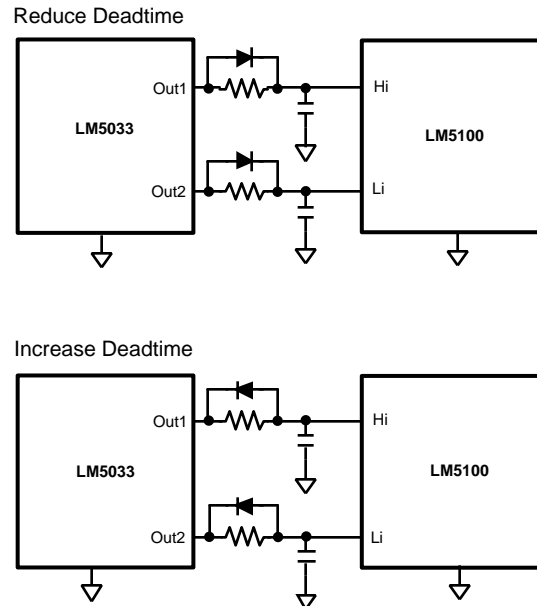 Reduce Deadtime
Out1
Hi
LM5033
LM5100
Out2
Li
Increase Deadtime
Out1
Hi
LM5033
LM5100
Out2
Li